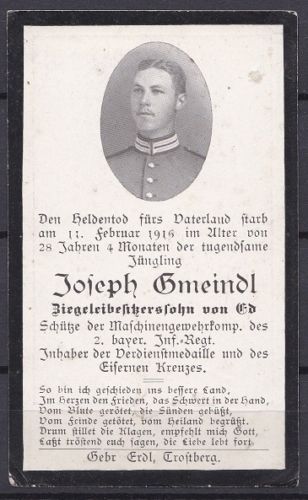 Den Heldentod fürs Vaterland starb
am 11. Februar 1916 im Alter von
28 Jahren 4 Monaten der tugendsame
Jüngling
Joseph Gmeindl
Ziegeleibesitzerssohn von Ed
Schütze der Maschinengewehrkomp. des
2. bayer. Inf.-Regt.
Inhaber der Verdienstmedaille und des
Eisernen Kreuzes.
So bin ich geschieden ins bessere Land,
Im Herzen den Frieden, das Schwert in der Hand,
Vom Blute gerötet, die Sünden gebüßt,
Vom Feinde getötet, vom Heiland begrüßt.
Drum stillet die Klagen, empfehlt mich Gott,
Laßt tröstend euch sagen, die Liebe lebt fort.
Gebr Erdl, Trostberg.